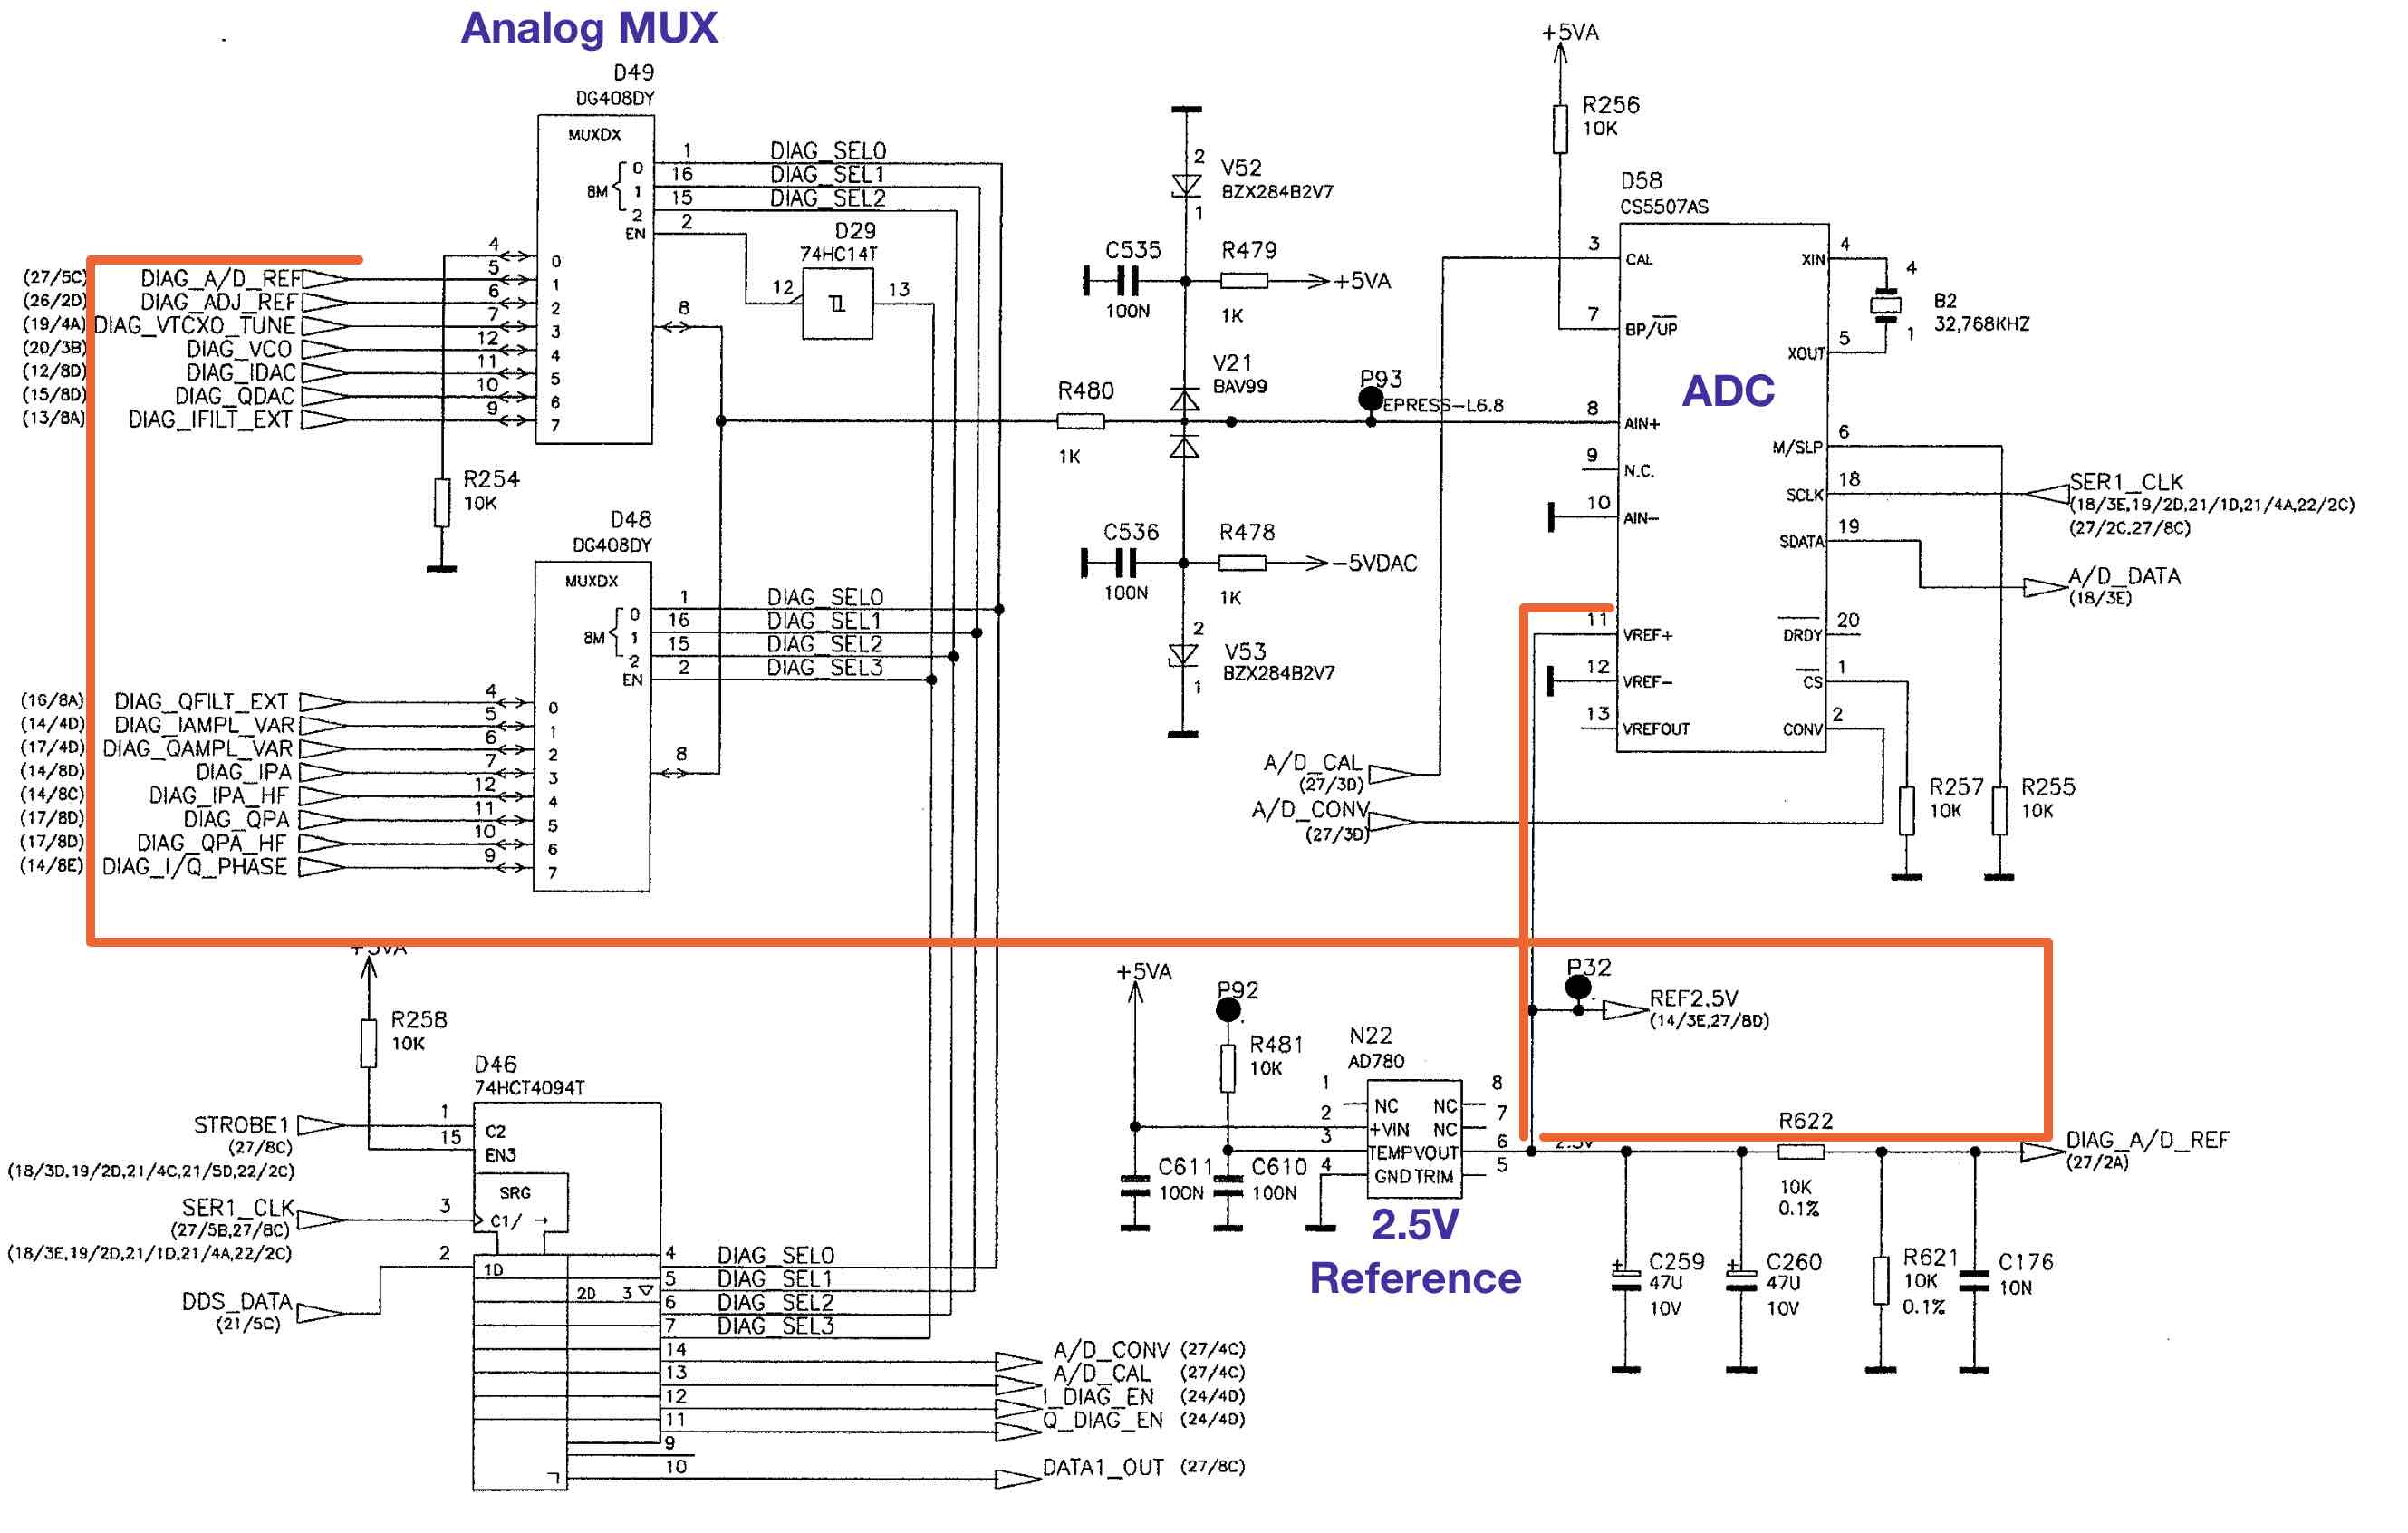 Analog MUX
D49
DG408DY
MUXDX
8M
0
1
2
EN
1
16
15
2
DIAG_SEL0
DIAG_SEL1
DIAG_SEL2
D29
74HC14T
12
13
(27/5C) DIAG_A/D_REF
(26/2D) DIAG_ADJ_REF
(19/4A) DIAG_VTCXO_TUNE
(20/3B) DIAG_VCO
(12/8D) DIAG_IDAC
(15/8D) DIAG_QDAC
(13/8A) DIAG_IFILT_EXT
4 0
5 1
6 2
7 3
12 4
11 5
10 6
9 7
8
R254
10K
D48
DG408DY
MUXDX
8M
0
1
2
EN
1
16
15
2
DIAG_SEL0
DIAG_SEL1
DIAG_SEL2
DIAG_SEL3
(16/8A) DIAG_QFILT_EXT
(14/4D) DIAG_IAMPL_VAR
(17/4D) DIAG_QAMPL_VAR
(14/8D) DIAG_IPA
(14/8C) DIAG_IPA_HF
(17/8D) DIAG_QPA
(17/8D) DIAG_QPA_HF
(14/8E) DIAG_I/Q_PHASE
4 0
5 1
6 2
7 3
12 4
11 5
10 6
9 7
8
2
V52
BZX284B2V7
1
C535
100N
R479
1K
+5VA
V21
BAV99
R480
1K
P93
EPRESS-L6.8
C536
100N
R478
1K
-5VDAC
2
V53
BZX284B2V7
1
+5VA
R256
10K
D58
CS5507AS
ADC
3 CAL
7 BP/UP
8 AIN+
9 N.C.
10 AIN-
11 VREF+
12 VREF-
13 VREFOUT
XIN 4
XOUT 5
M/SLP 6
SCLK 18
SDATA 19
DRDY 20
CS 1
CONV 2
4
B2
32,768KHZ
1
SER1_CLK
(18/3E,19/2D,21/1D,21/4A,22/2C)
(27/2C,27/8C)
A/D_DATA
(18/3E)
A/D_CAL
(27/3D)
A/D_CONV
(27/3D)
R257
10K
R255
10K
+5VA
R258
10K
D46
74HCT4094T
STROBE1
(27/8C)
(18/3D,19/2D,21/4C,21/5D,22/2C)
1 C2
15 EN3
SRG
SER1_CLK
(27/5B,27/8C)
(18/3E,19/2D,21/1D,21/4A,22/2C)
3 C1/→
DDS_DATA
(21/5C)
2 1D
2D 3
4 DIAG_SEL0
5 DIAG_SEL1
6 DIAG_SEL2
7 DIAG_SEL3
14 A/D_CONV (27/4C)
13 A/D_CAL (27/4C)
12 I_DIAG_EN (24/4D)
11 Q_DIAG_EN (24/4D)
9
10 DATA1_OUT (27/8C)
+5VA
P92
R481
10K
C611
100N
C610
100N
N22
AD780
1 NC
2 +VIN
3 TEMP
4 GND
NC 8
NC 7
VOUT 6
TRIM 5
2.5V
Reference
P32
REF2.5V
(14/3E,27/8D)
2.5V
R622
10K
0.1%
DIAG_A/D_REF
(27/2A)
C259
47U
10V
C260
47U
10V
R621
10K
0.1%
C176
10N